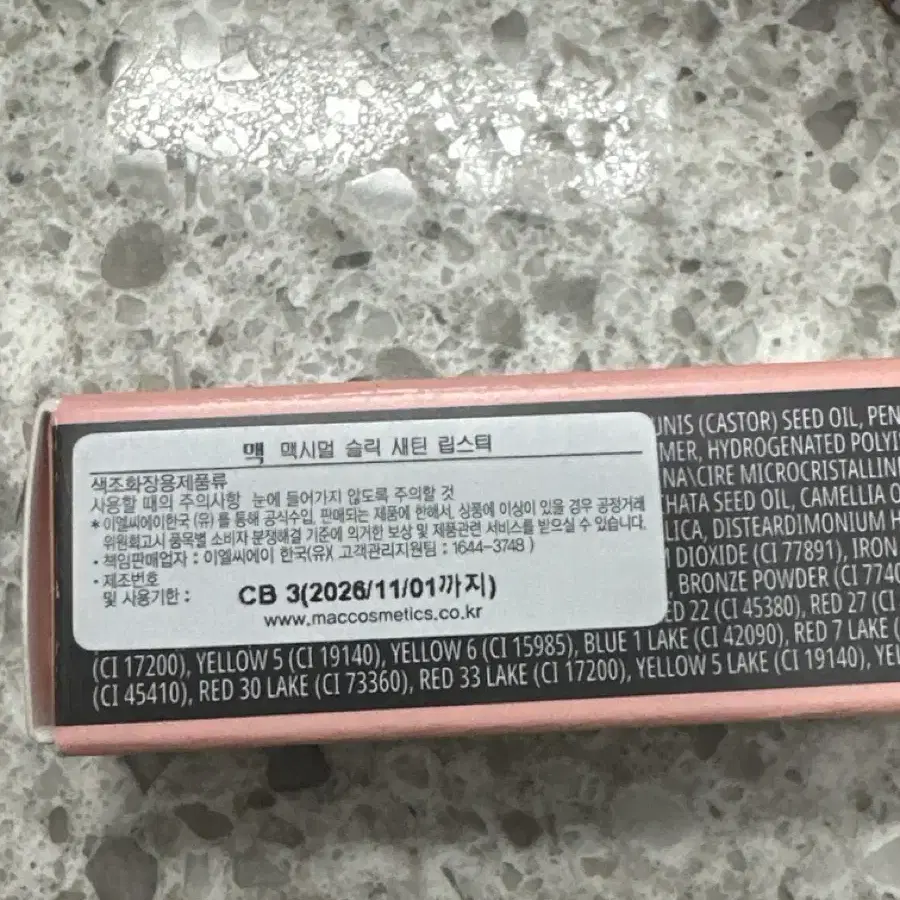 맥 맥시멀 슬릭 새틴 립스틱
색조화장용제품류
사용할 때의 주의사항 눈에 들어가지 않도록 주의할 것
*이엘씨에이한국 (유) 를 통해 공식수입, 판매되는 제품에 한해서, 상품에 이상이 있을 경우 공정거래
위원회고시 품목별 소비자 분쟁해결 기준에 의거한 보상 및 제품관련 서비스를 받으실 수 있습니다.
· 책임판매업자 : 이엘씨에이 한국(유)( 고객관리지원팀 : 1644-3748 )
· 제조번호
및 사용기한 : CB 3(2026/11/01까지)
www.maccosmetics.co.kr
UNIS (CASTOR) SEED OIL, PEN
MER, HYDROGENATED POLYI
NA\CIRE MICROCRISTALLIN
HATA SEED OIL, CAMELLIA O
LICA, DISTEARDIMONIUM H
DIOXIDE (CI 77891), IRON
, BRONZE POWDER (CI 7740
ED 22 (CI 45380), RED 27 (CI
(CI 17200), YELLOW 5 (CI 19140), YELLOW 6 (CI 15985), BLUE 1 LAKE (CI 42090), RED 7 LAKE (
(CI 45410), RED 30 LAKE (CI 73360), RED 33 LAKE (CI 17200), YELLOW 5 LAKE (CI 19140), YEL